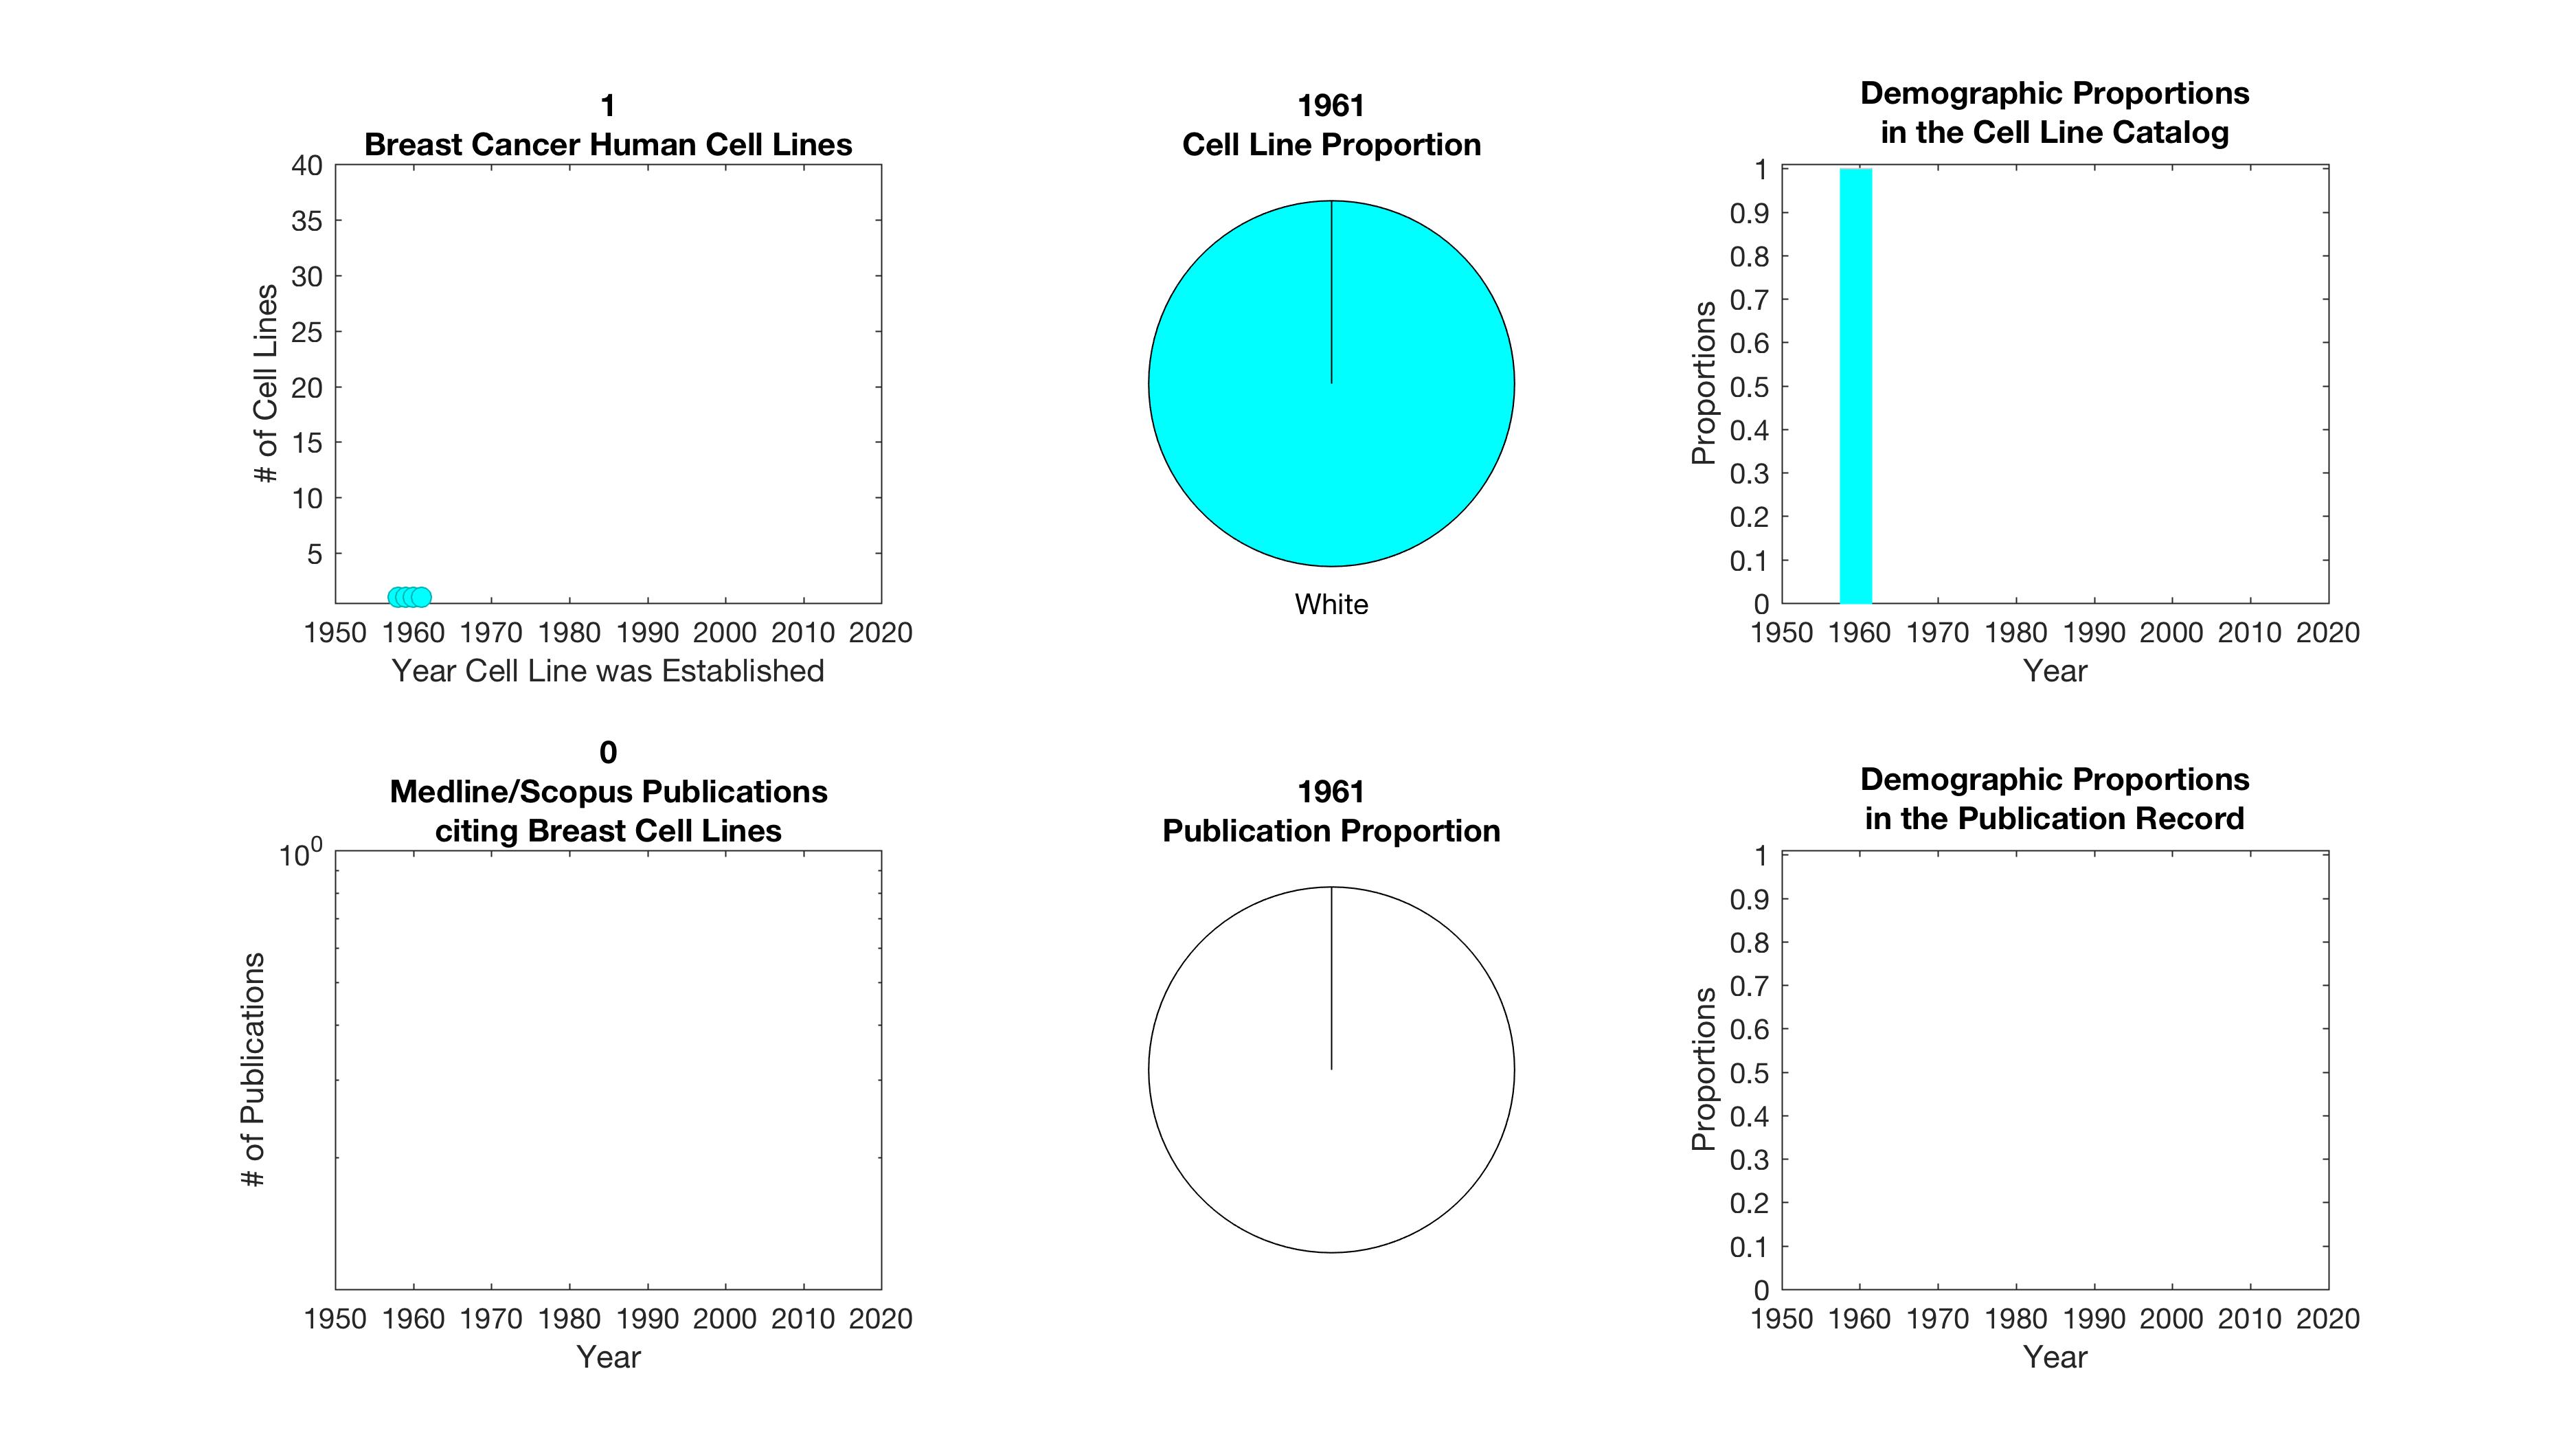 1
Breast Cancer Human Cell Lines
40
35
30
25
20
15
10
5
# of Cell Lines
1950 1960 1970 1980 1990 2000 2010 2020
Year Cell Line was Established
1961
Cell Line Proportion
White
Demographic Proportions
in the Cell Line Catalog
1
0.9
0.8
0.7
0.6
0.5
0.4
0.3
0.2
0.1
0
Proportions
1950 1960 1970 1980 1990 2000 2010 2020
Year
0
Medline/Scopus Publications
citing Breast Cell Lines
10⁰
# of Publications
1950 1960 1970 1980 1990 2000 2010 2020
Year
1961
Publication Proportion
Demographic Proportions
in the Publication Record
1
0.9
0.8
0.7
0.6
0.5
0.4
0.3
0.2
0.1
0
Proportions
1950 1960 1970 1980 1990 2000 2010 2020
Year